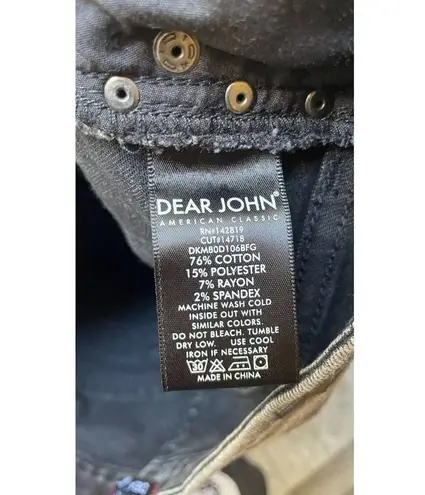 DEAR JOHN®
AMERICAN CLASSIC
RN#142819
CUT#14718
DKMB0D106BFG
76% COTTON
15% POLYESTER
7% RAYON
2% SPANDEX
MACHINE WASH COLD
INSIDE OUT WITH
SIMILAR COLORS.
DO NOT BLEACH. TUMBLE
DRY LOW. USE COOL
IRON IF NECESSARY
30
MADE IN CHINA